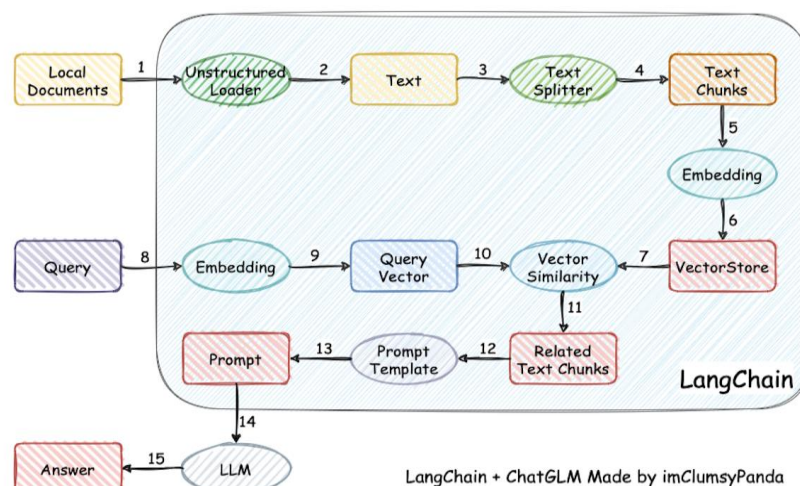 1
2
3
4
Local
Documents
Unstructured
Loader
Text
Text
Splitter
Text
Chunks
5
Embedding
6
8
9
10
7
Query
Embedding
Query
Vector
Vector
Similarity
VectorStore
11
13
12
Prompt
Prompt
Template
Related
Text Chunks
LangChain
14
15
Answer
LLM
LangChain + ChatGLM Made by imClumsyPanda